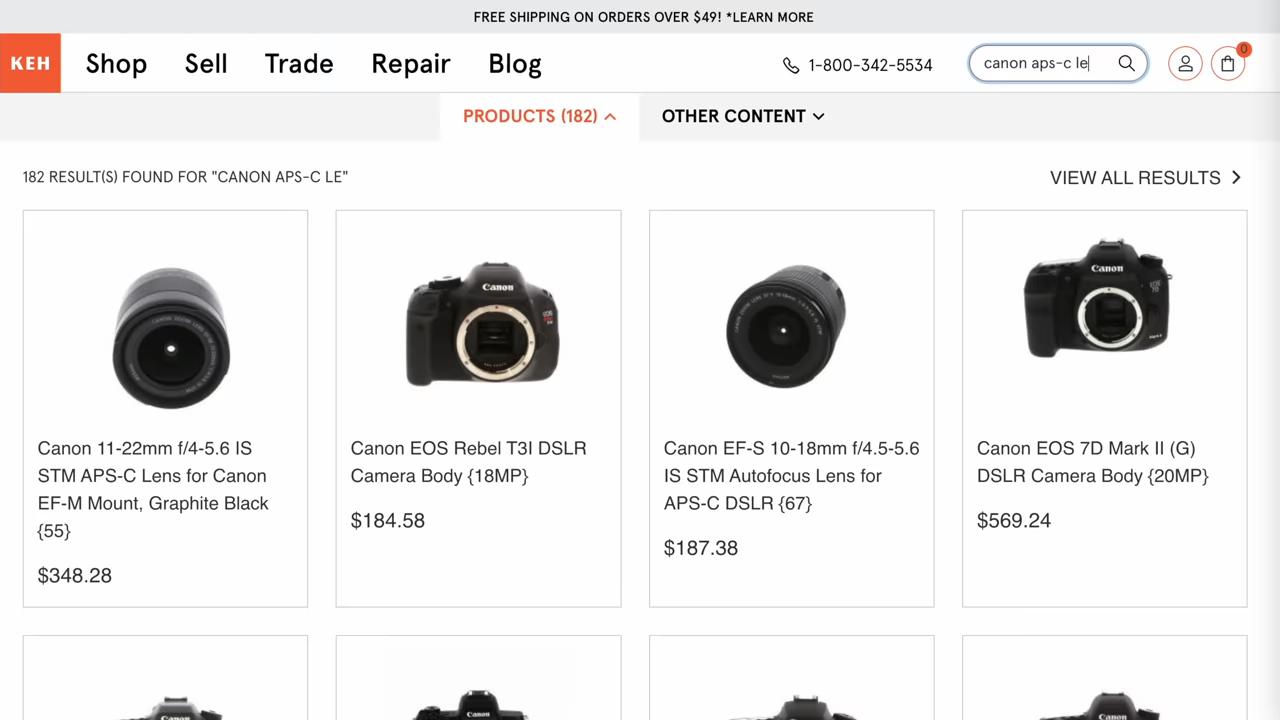 FREE SHIPPING ON ORDERS OVER $49! *LEARN MORE
KEH
Shop
Sell
Trade
Repair
Blog
1-800-342-5534
canon aps-c le
0
PRODUCTS (182)
OTHER CONTENT
182 RESULT(S) FOUND FOR "CANON APS-C LE"
VIEW ALL RESULTS
Canon 11-22mm f/4-5.6 IS
STM APS-C Lens for Canon
EF-M Mount, Graphite Black
{55}
$348.28
Canon
Canon EOS Rebel T3I DSLR
Camera Body {18MP}
$184.58
Canon EF-S 10-18mm f/4.5-5.6
IS STM Autofocus Lens for
APS-C DSLR {67}
$187.38
Canon
Canon EOS 7D Mark II (G)
DSLR Camera Body {20MP}
$569.24
Canon
Canon
Canon
Canon